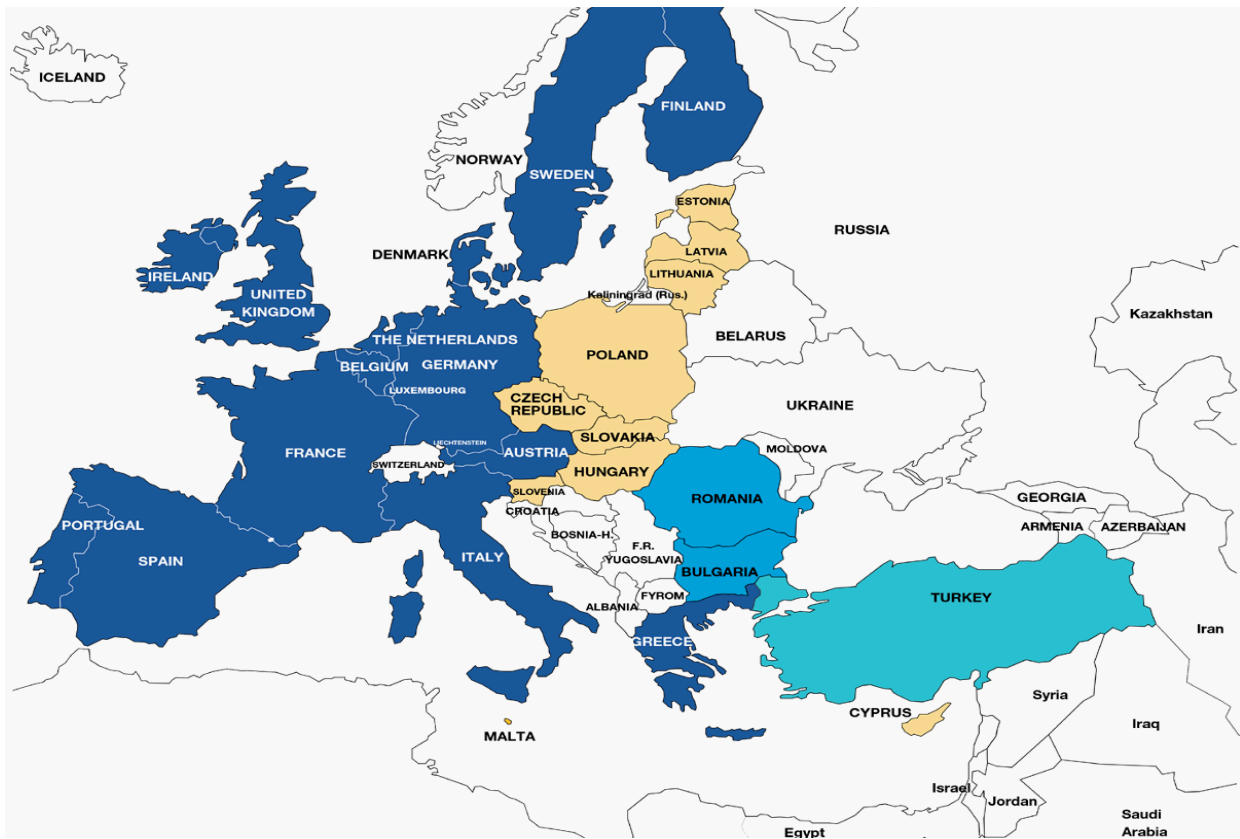 ICELAND
FINLAND
NORWAY
SWEDEN
ESTONIA
RUSSIA
DENMARK
LATVIA
IRELAND
LITHUANIA
UNITED
KINGDOM
Keliningrad (Rus.)
Kazakhstan
THE NETHERLANDS
BELARUS
POLAND
BELGIUM
GERMANY
LUXEMBOURG
CZECH
REPUBLIC
UKRAINE
SLOVAKIA
LIECHTENSTEIN
FRANCE
AUSTRIA
MOLDOVA
SWITZERLAND
HUNGARY
SLOVENIA
ROMANIA
GEORGIA
CROATIA
PORTUGAL
BOSNIA-H.
ARMENIA
AZERBAIJAN
F.R.
YUGOSLAVIA
SPAIN
ITALY
BULGARIA
FYROM
TURKEY
ALBANIA
GREECE
Iran
Syria
CYPRUS
Iraq
MALTA
Israel
Jordan
Saudi
Arabia
Egypt